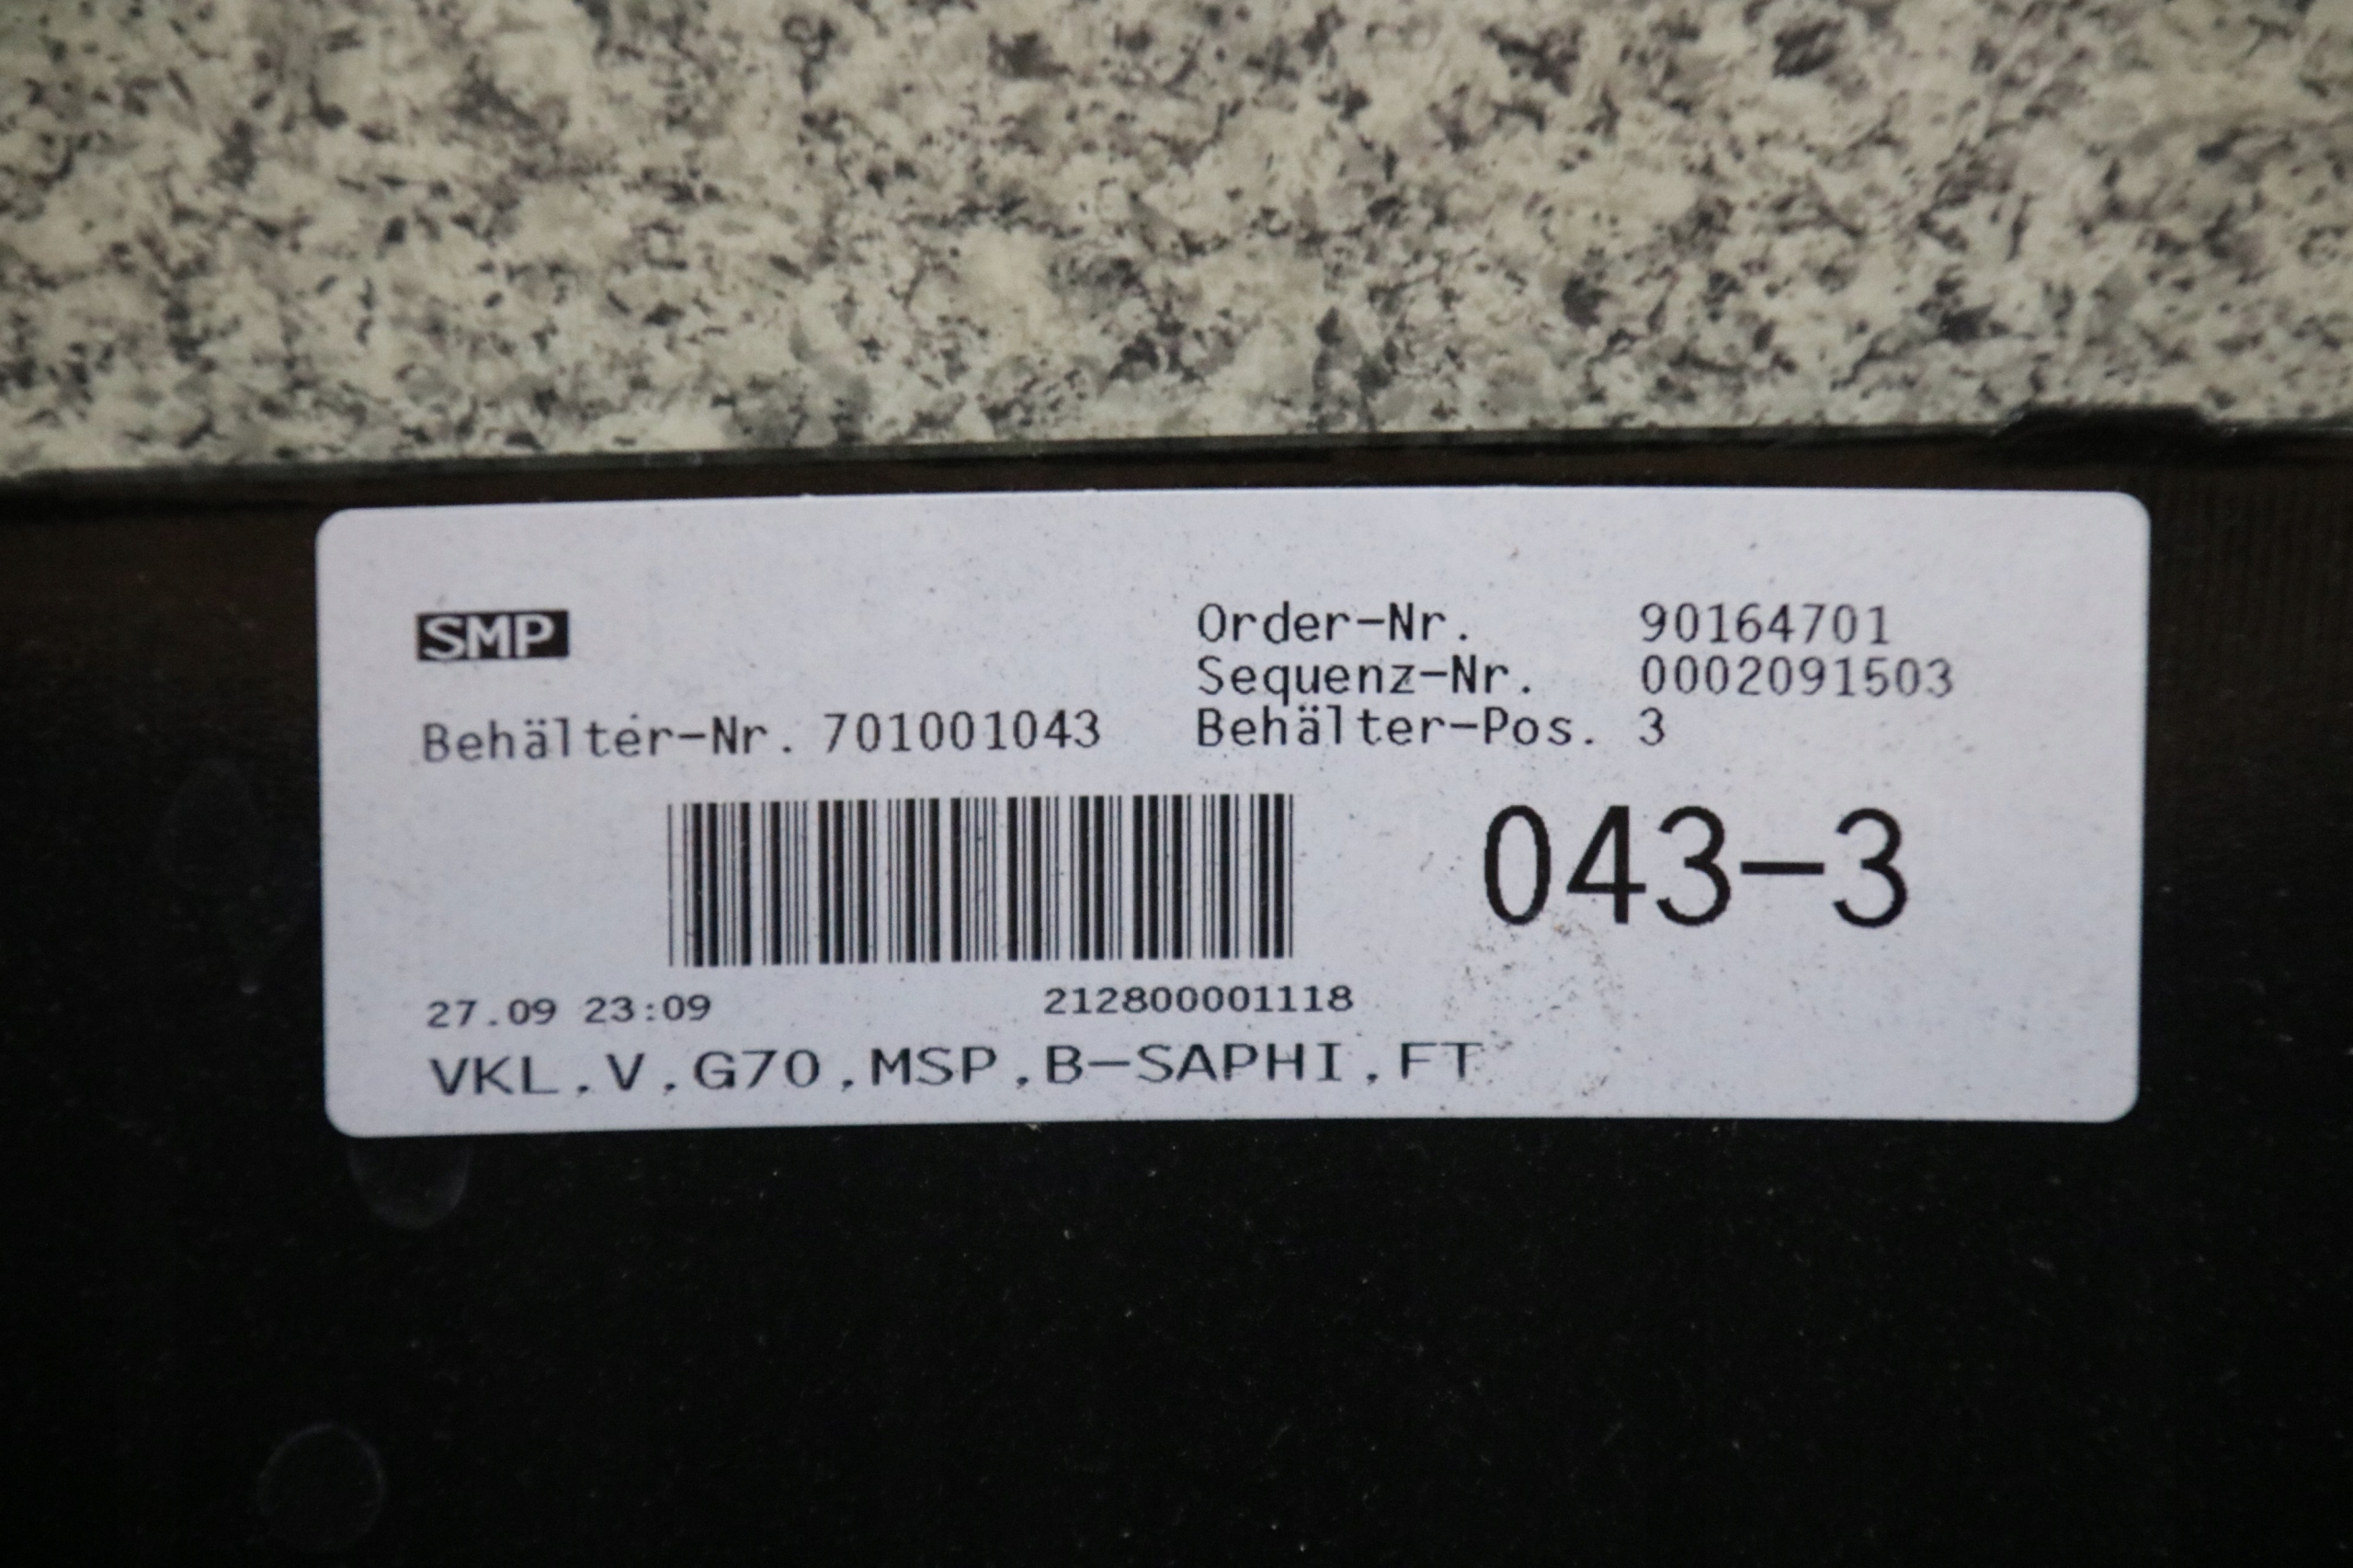 SMP
Order-Nr. 90164701
Sequenz-Nr. 0002091503
Behälter-Nr. 701001043 Behälter-Pos. 3
043-3
27.09 23:09 212800001118
VKL,V,G70,MSP,B-SAPHI,FT